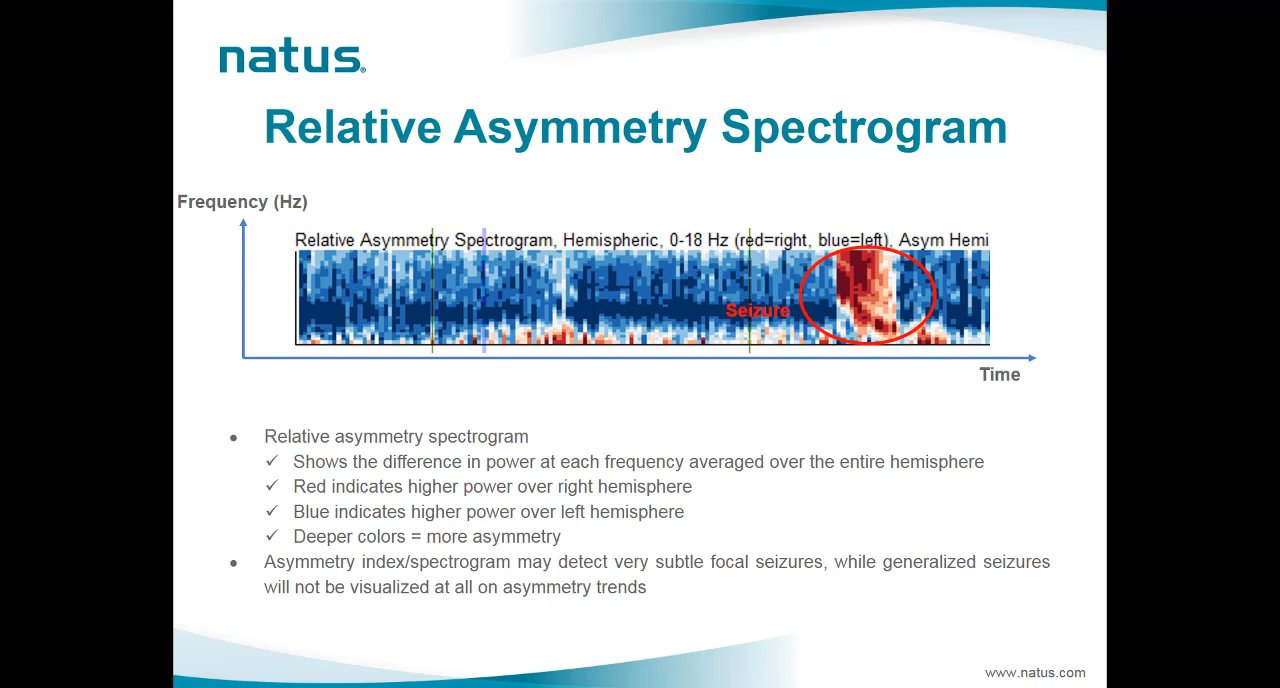 natus®
Relative Asymmetry Spectrogram
Frequency (Hz)
Relative Asymmetry Spectrogram, Hemispheric, 0-18 Hz (red=right, blue=left), Asym Hemi
Seizure
Time
• Relative asymmetry spectrogram
✓ Shows the difference in power at each frequency averaged over the entire hemisphere
✓ Red indicates higher power over right hemisphere
✓ Blue indicates higher power over left hemisphere
✓ Deeper colors = more asymmetry
• Asymmetry index/spectrogram may detect very subtle focal seizures, while generalized seizures
will not be visualized at all on asymmetry trends
www.natus.com